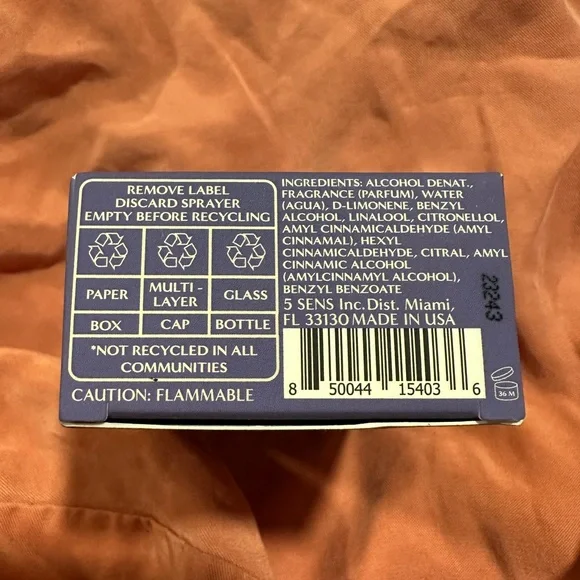 REMOVE LABEL
DISCARD SPRAYER
EMPTY BEFORE RECYCLING
PAPER MULTI-LAYER GLASS
BOX CAP BOTTLE
*NOT RECYCLED IN ALL
COMMUNITIES
CAUTION: FLAMMABLE
INGREDIENTS: ALCOHOL DENAT.,
FRAGRANCE (PARFUM), WATER
(AGUA), D-LIMONENE, BENZYL
ALCOHOL, LINALOOL, CITRONELLOL,
AMYL CINNAMICALDEHYDE (AMYL
CINNAMAL), HEXYL
CINNAMICALDEHYDE, CITRAL, AMYL
CINNAMIC ALCOHOL
(AMYLCINNAMYL ALCOHOL),
BENZYL BENZOATE
5 SENS Inc. Dist. Miami,
FL 33130 MADE IN USA
23243
8 50044 15403 6
36 M